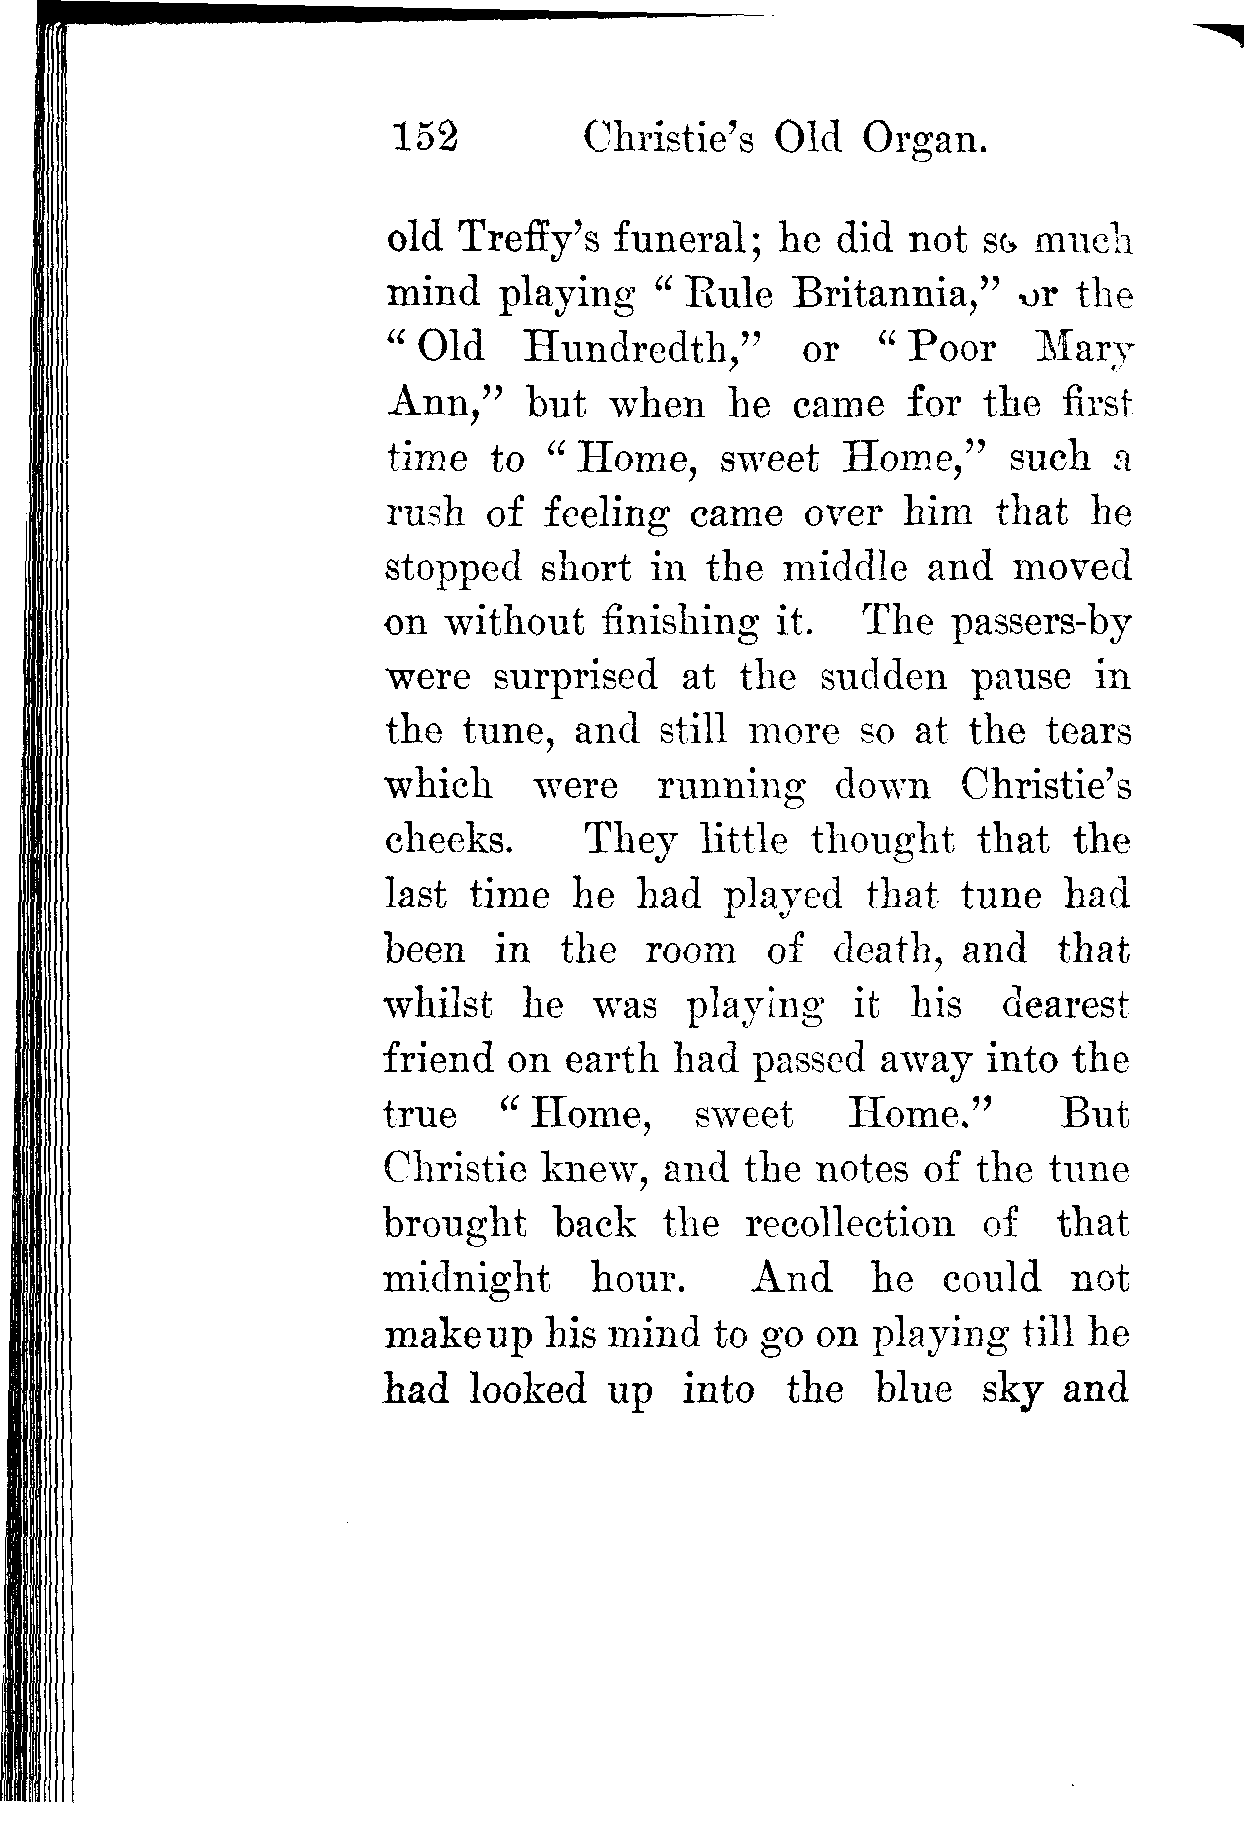 152 Christie's Old Organ.
old Treffy's funeral; he did not so much
mind playing “ Rule Britannia,” or the
“ Old Hundredth,” or “ Poor Mary
Ann,” but when he came for the first
time to “ Home, sweet Home,” such a
rush of feeling came over him that he
stopped short in the middle and moved
on without finishing it. The passers-by
were surprised at the sudden pause in
the tune, and still more so at the tears
which were running down Christie's
cheeks. They little thought that the
last time he had played that tune had
been in the room of death, and that
whilst he was playing it his dearest
friend on earth had passed away into the
true “ Home, sweet Home.” But
Christie knew, and the notes of the tune
brought back the recollection of that
midnight hour. And he could not
make up his mind to go on playing till he
had looked up into the blue sky and